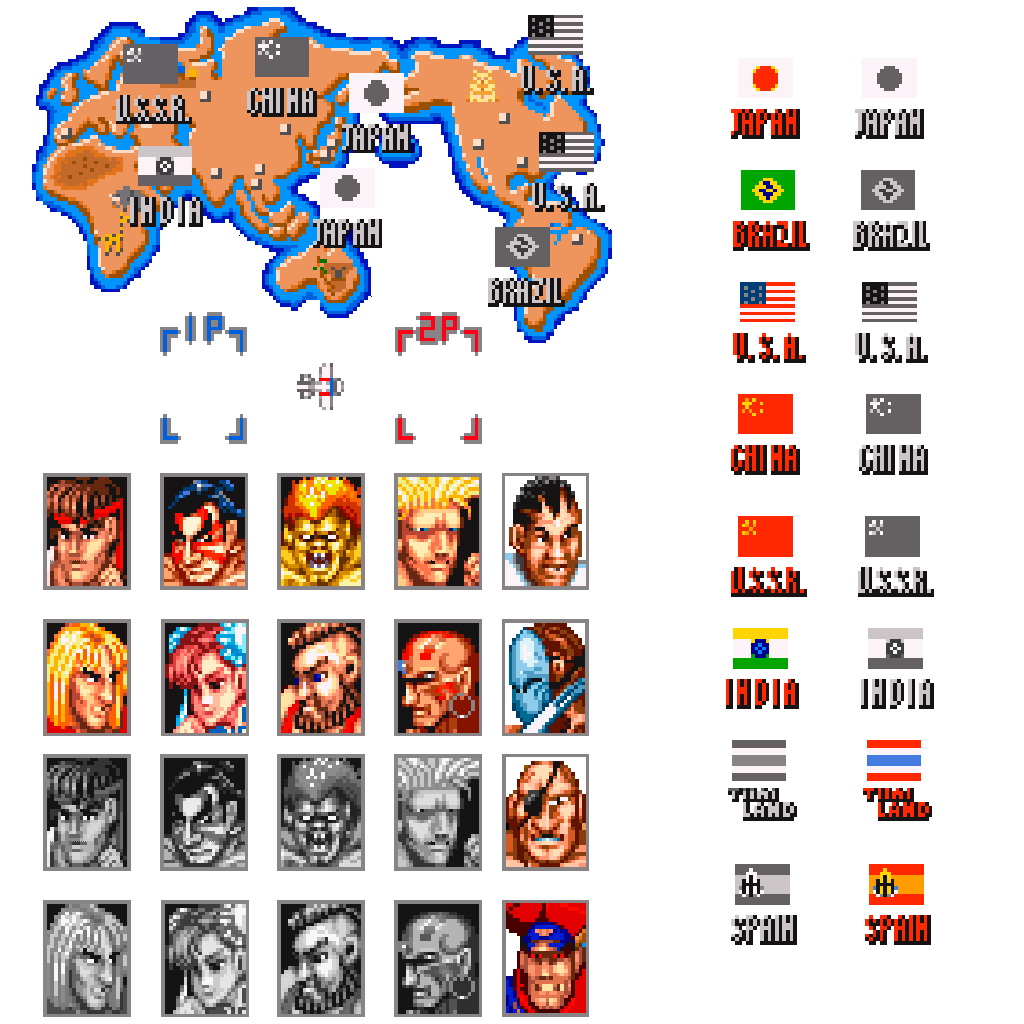 U.S.A.
U.S.S.R.
CHINA
JAPAN
U.S.A.
INDIA
JAPAN
BRAZIL
1P
2P
JAPAN JAPAN
BRAZIL BRAZIL
U.S.A. U.S.A.
CHINA CHINA
U.S.S.R. U.S.S.R.
INDIA INDIA
THAI THAI
LAND LAND
SPAIN SPAIN